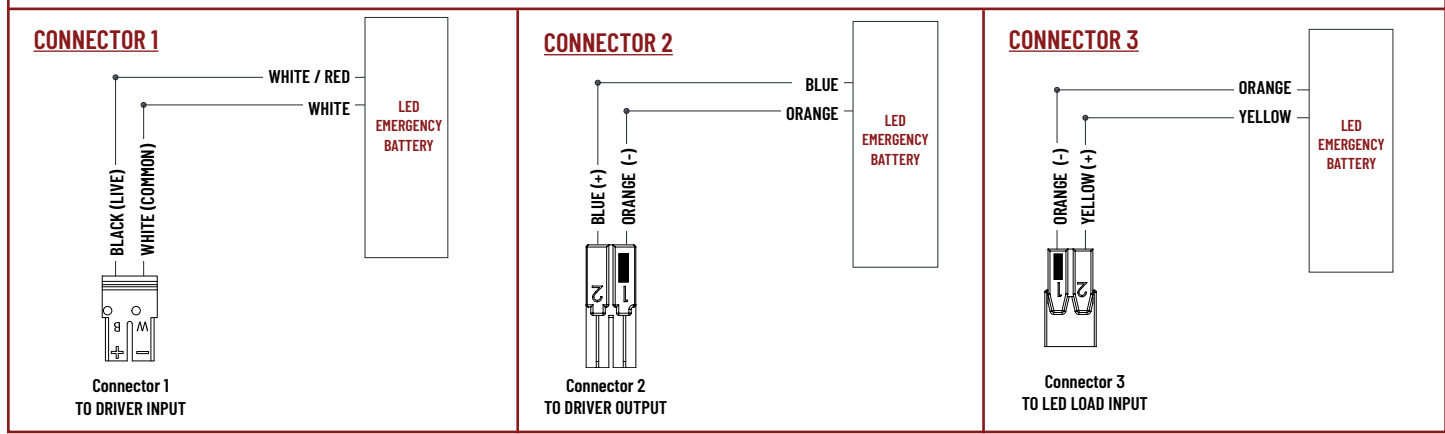 CONNECTOR 1
WHITE / RED
WHITE
LED
EMERGENCY
BATTERY
BLACK (LIVE)
WHITE (COMMON)
B W
+ −
Connector 1
TO DRIVER INPUT
CONNECTOR 2
BLUE
ORANGE
LED
EMERGENCY
BATTERY
BLUE (+)
ORANGE (-)
2 1
Connector 2
TO DRIVER OUTPUT
CONNECTOR 3
ORANGE
YELLOW
LED
EMERGENCY
BATTERY
ORANGE (-)
YELLOW (+)
1 2
Connector 3
TO LED LOAD INPUT